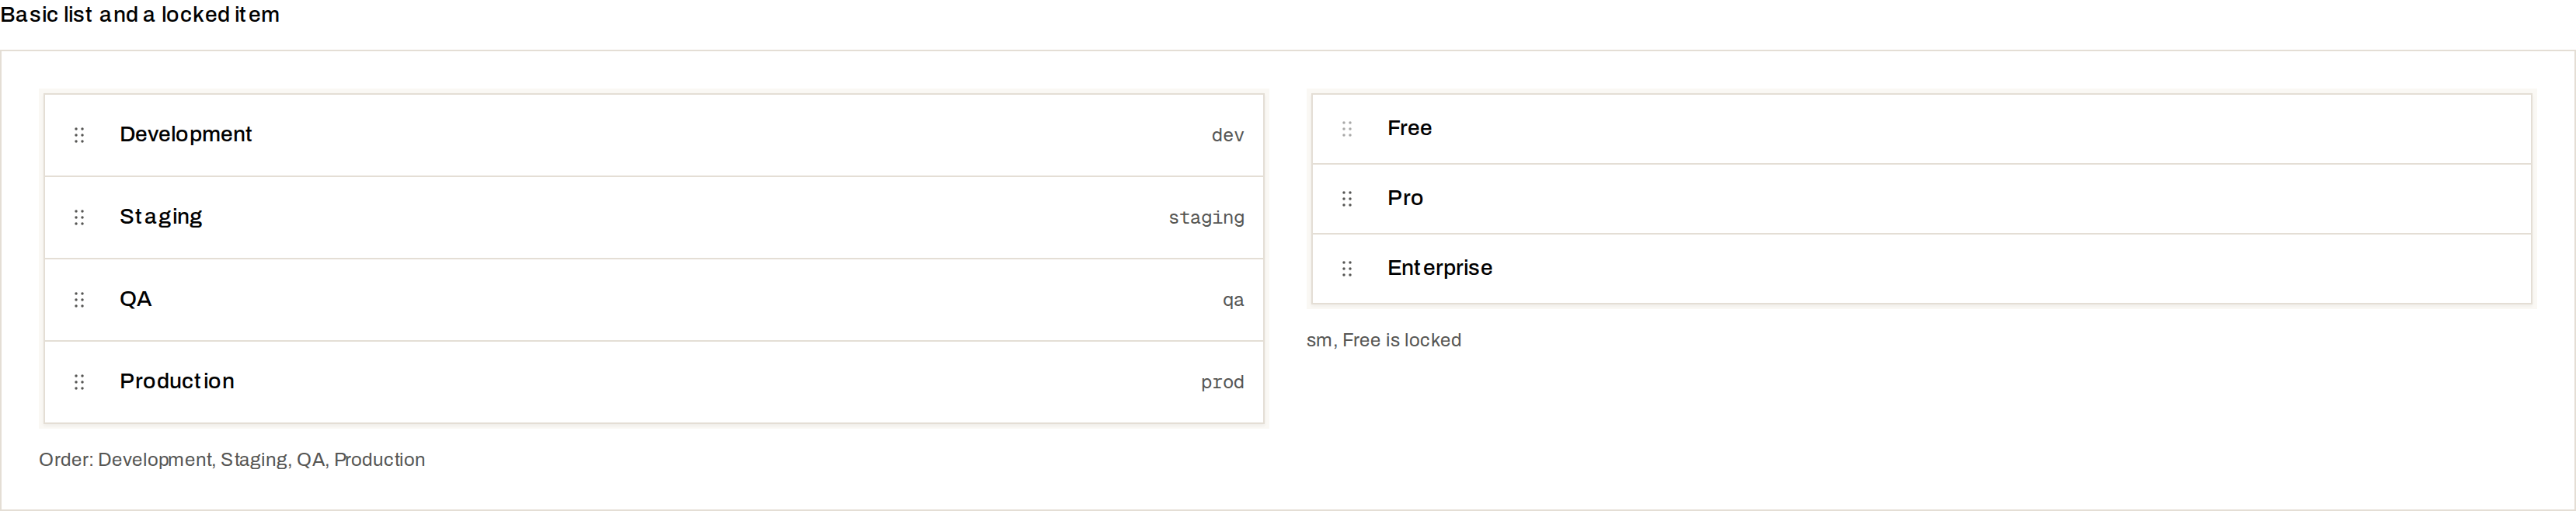 Basic list and a locked item
Development dev
Staging staging
QA qa
Production prod
Order: Development, Staging, QA, Production
Free
Pro
Enterprise
sm, Free is locked